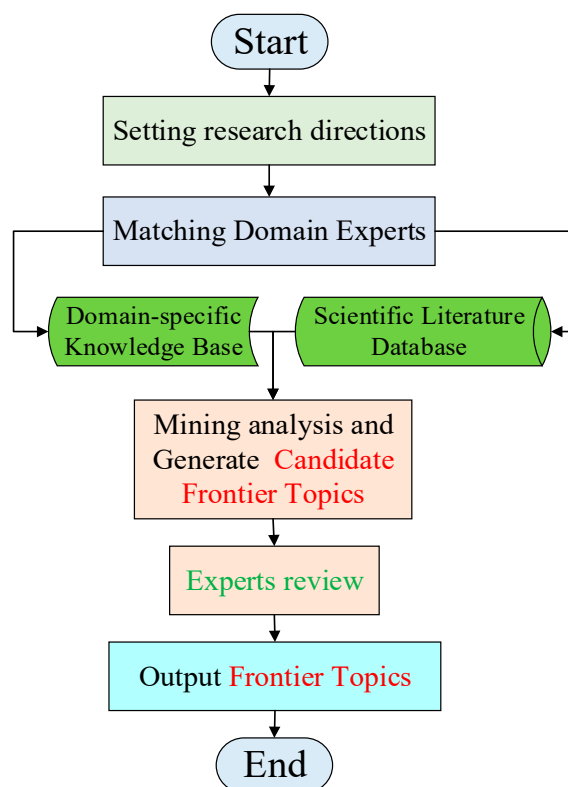 Start
Setting research directions
Matching Domain Experts
Domain-specific
Knowledge Base
Scientific Literature
Database
Mining analysis and
Generate Candidate
Frontier Topics
Experts review
Output Frontier Topics
End